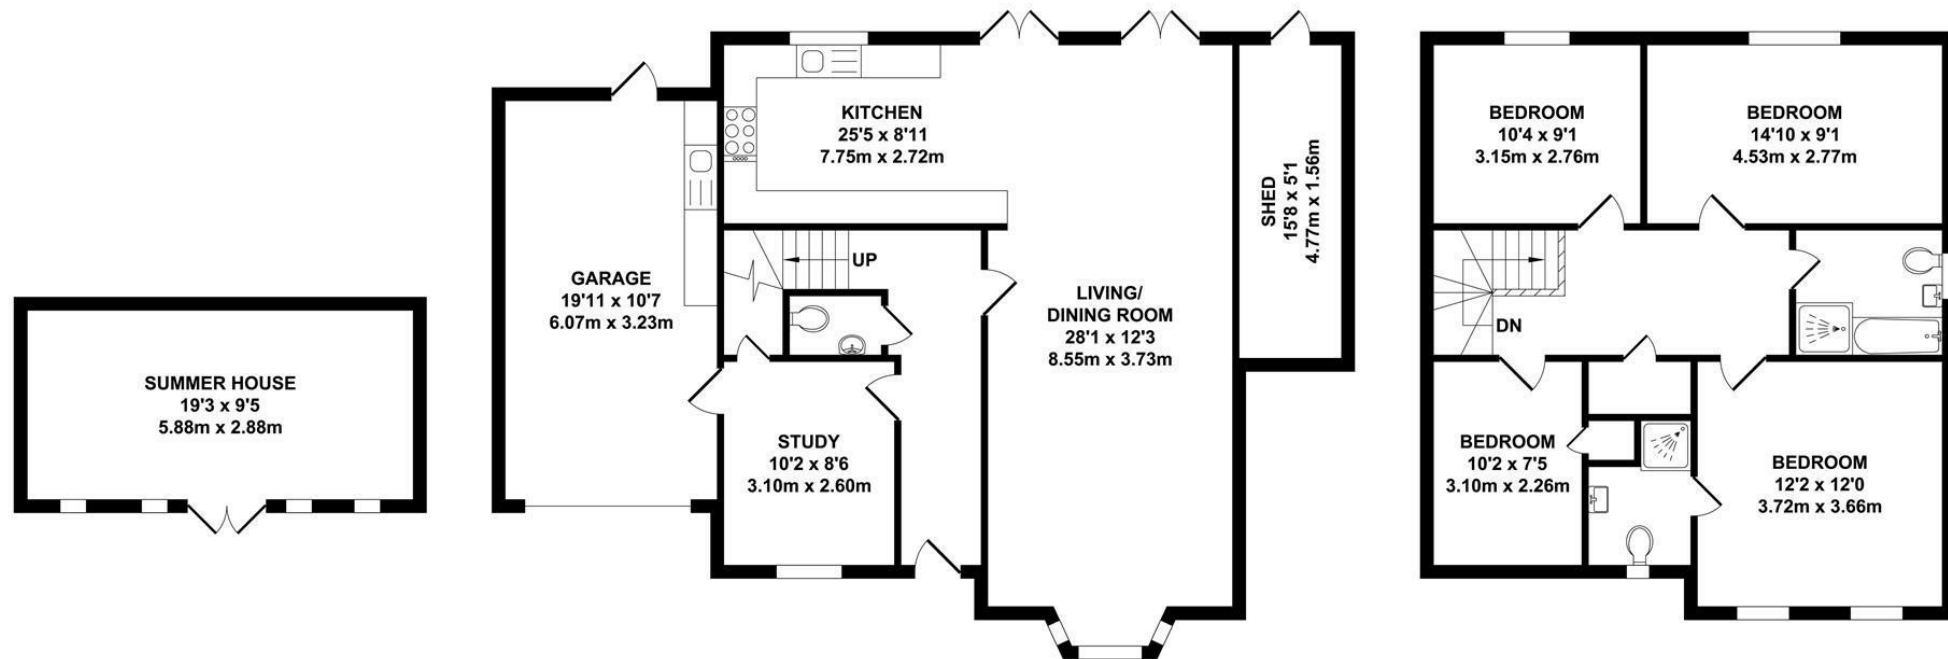 SUMMER HOUSE
19'3 x 9'5
5.88m x 2.88m
GARAGE
19'11 x 10'7
6.07m x 3.23m
KITCHEN
25'5 x 8'11
7.75m x 2.72m
UP
STUDY
10'2 x 8'6
3.10m x 2.60m
LIVING/
DINING ROOM
28'1 x 12'3
8.55m x 3.73m
SHED
15'8 x 5'1
4.77m x 1.56m
BEDROOM
10'4 x 9'1
3.15m x 2.76m
BEDROOM
14'10 x 9'1
4.53m x 2.77m
DN
BEDROOM
10'2 x 7'5
3.10m x 2.26m
BEDROOM
12'2 x 12'0
3.72m x 3.66m